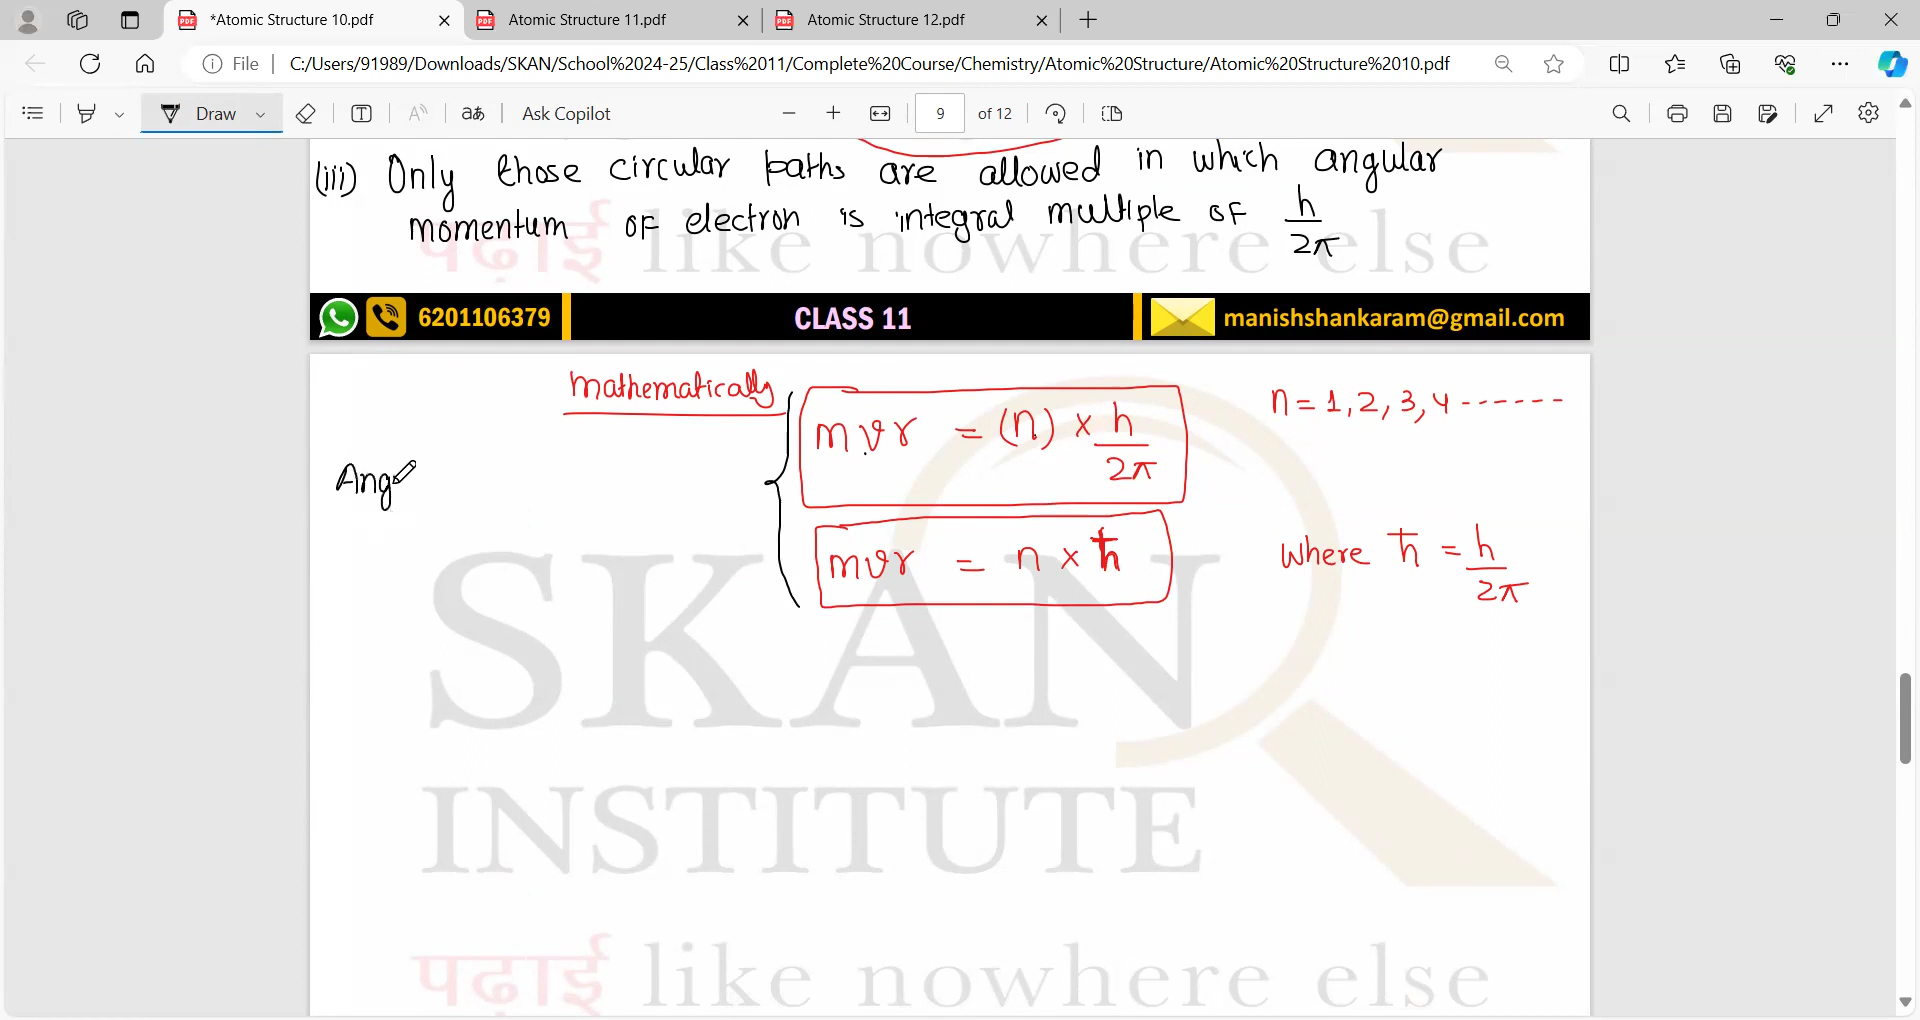 *Atomic Structure 10.pdf
Atomic Structure 11.pdf
Atomic Structure 12.pdf
File
C:/Users/91989/Downloads/SKAN/School%2024-25/Class%2011/Complete%20Course/Chemistry/Atomic%20Structure/Atomic%20Structure%2010.pdf
Draw
aあ
Ask Copilot
9 of 12
(iii) Only those circular paths are allowed in which angular
momentum of electron is integral multiple of h/2π
पढ़ाई like nowhere else
6201106379
CLASS 11
manishshankaram@gmail.com
Mathematically
mvr = (n) × h/2π
n = 1, 2, 3, 4 ------
Ang
mvr = n × ħ
where ħ = h/2π
SKAN
INSTITUTE
पढ़ाई like nowhere else